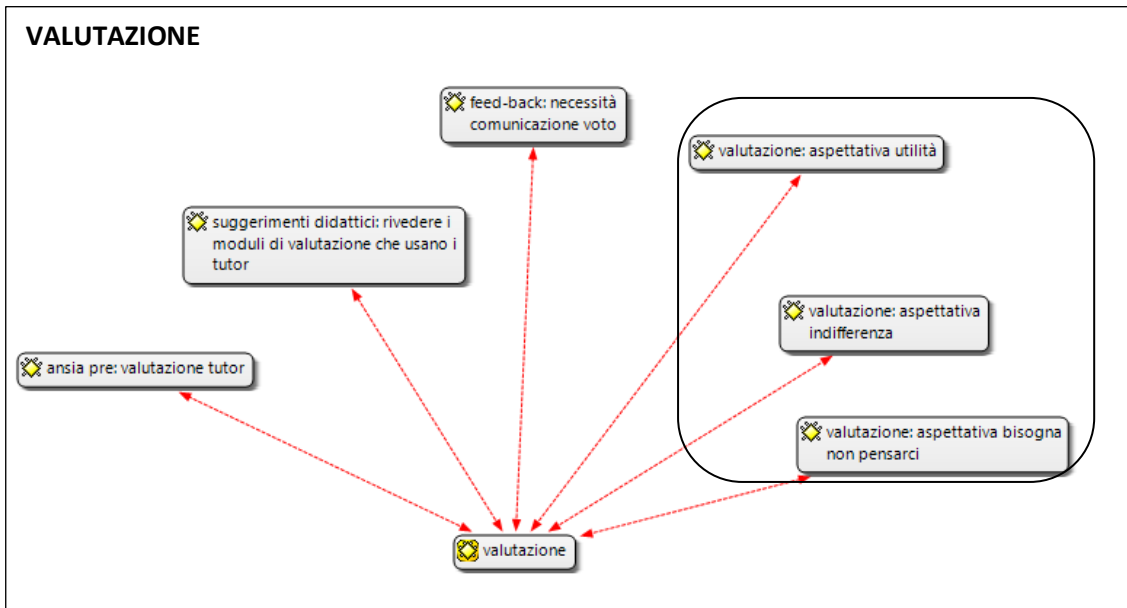 VALUTAZIONE
feed-back: necessità
comunicazione voto
valutazione: aspettativa utilità
suggerimenti didattici: rivedere i
moduli di valutazione che usano i
tutor
valutazione: aspettativa
indifferenza
ansia pre: valutazione tutor
valutazione: aspettativa bisogna
non pensarci
valutazione